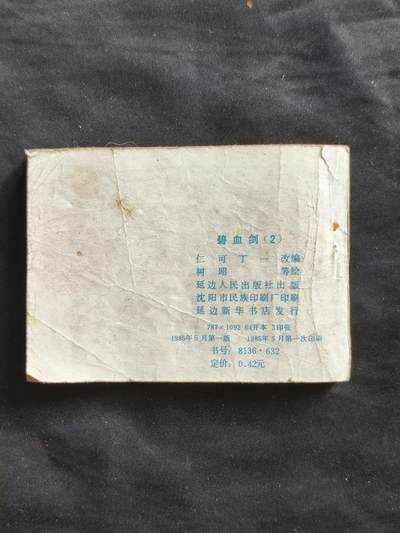 碧血剑(2)
仁可丁一 改编
树昭 等绘
延边人民出版社出版
沈阳市民族印刷厂印刷
延边新华书店发行
787×1092 64开本 3印张
1985年5月第一版 1985年5月第一次印刷
书号：8136·632
定价：0.42元